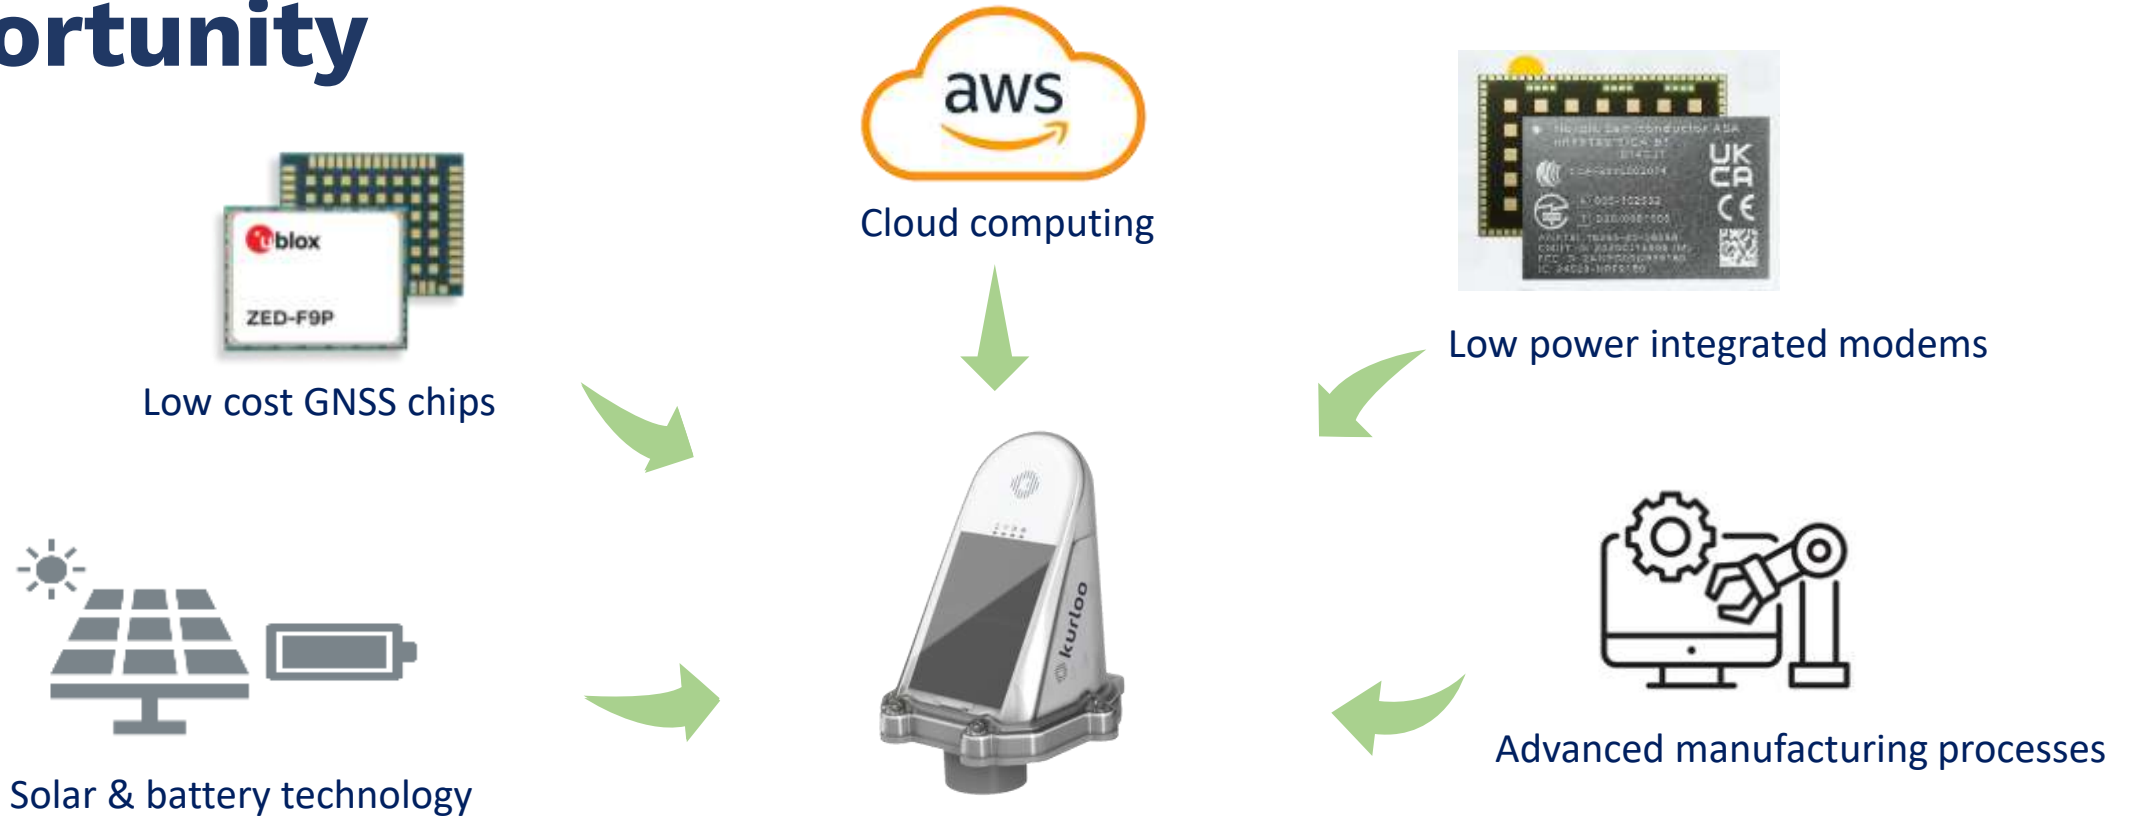 ortunity
aws
Cloud computing
ublox
ZED-F9P
Low cost GNSS chips
UK
CA
CE
Low power integrated modems
kurloo
Solar & battery technology
Advanced manufacturing processes